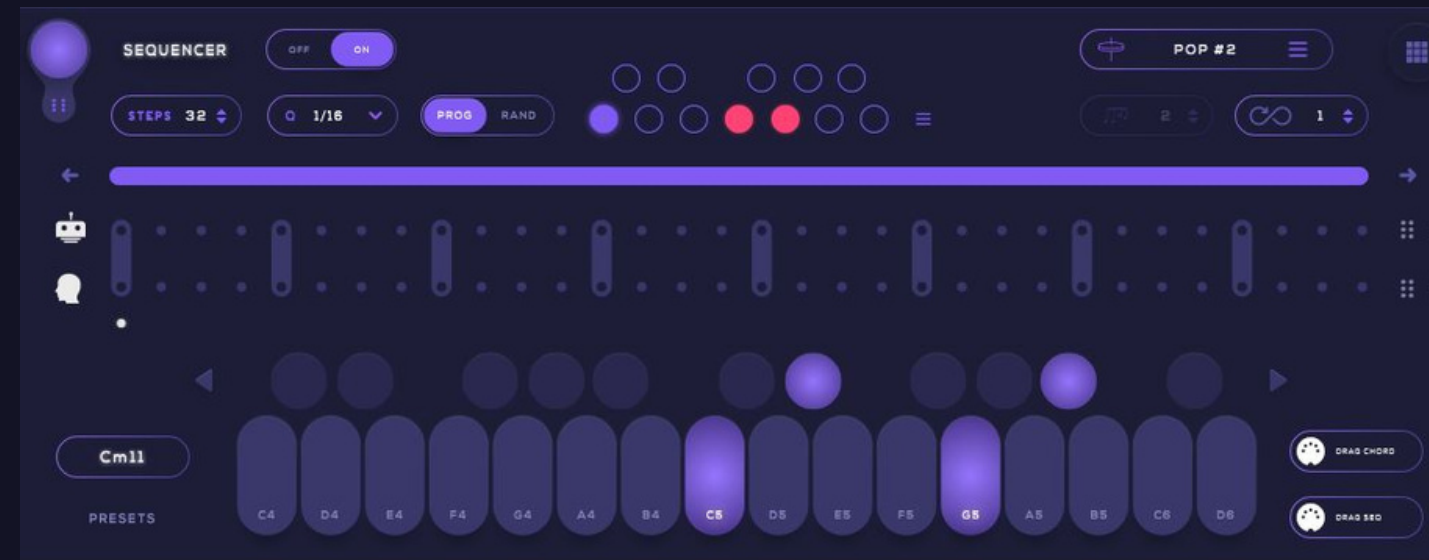 SEQUENCER OFF ON POP #2
STEPS 32 Q 1/16 PROG RAND 2 1
Cm11 DRAG CHORD
C4 D4 E4 F4 G4 A4 B4 C5 D5 E5 F5 G5 A5 B5 C6 D6
PRESETS DRAG SEQ